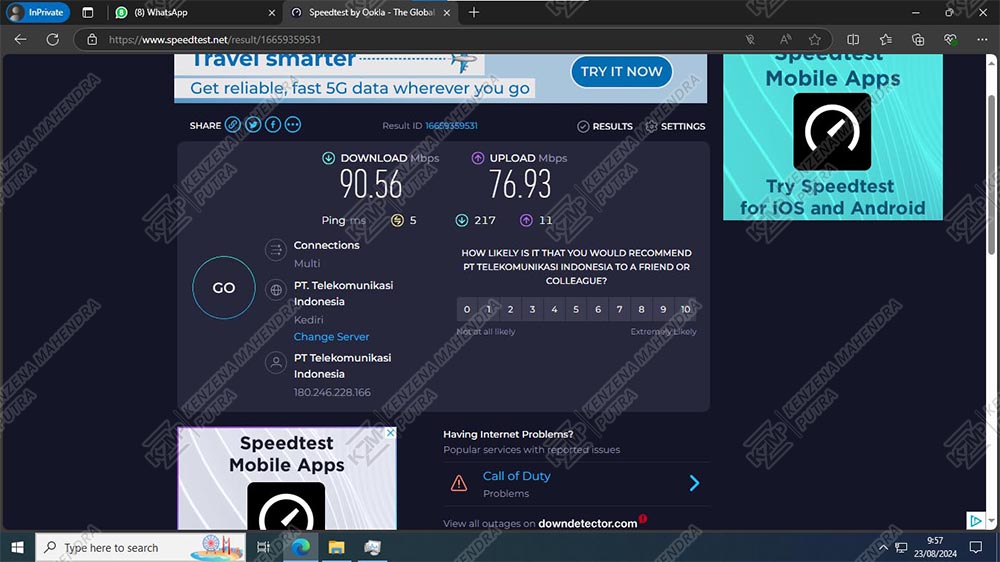 InPrivate
(8) WhatsApp
Speedtest by Ookla - The Global
https://www.speedtest.net/result/16659359531
Travel smarter
Get reliable, fast 5G data wherever you go
TRY IT NOW
Speedtest
Mobile Apps
Try Speedtest
for iOS and Android
SHARE
Result ID 16659359531
RESULTS
SETTINGS
DOWNLOAD Mbps
90.56
UPLOAD Mbps
76.93
Ping ms
5
217
11
GO
Connections
Multi
PT. Telekomunikasi
Indonesia
Kediri
Change Server
PT Telekomunikasi
Indonesia
180.246.228.166
HOW LIKELY IS IT THAT YOU WOULD RECOMMEND
PT TELEKOMUNIKASI INDONESIA TO A FRIEND OR
COLLEAGUE?
0 1 2 3 4 5 6 7 8 9 10
Not at all likely
Extremely Likely
Speedtest
Mobile Apps
Having Internet Problems?
Popular services with reported issues
Call of Duty
Problems
View all outages on downdetector.com
Type here to search
9:57
23/08/2024
KENZENA MAHENDRA
PUTRA